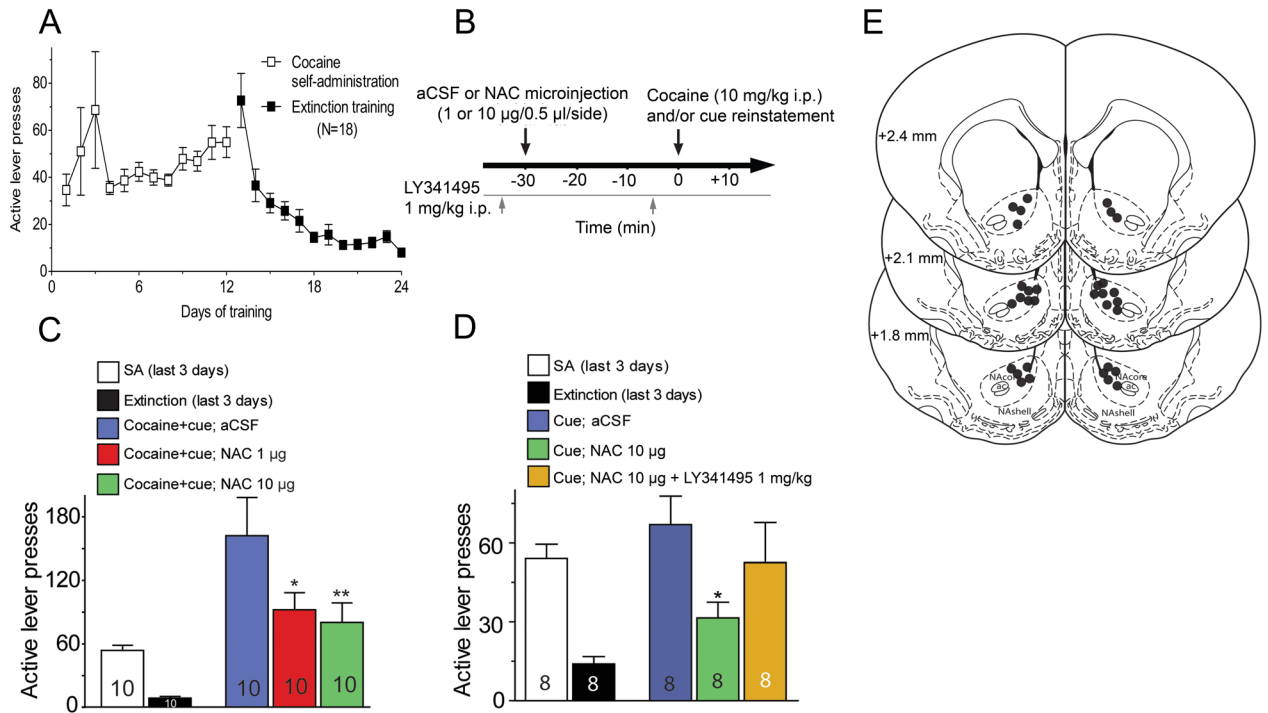 A
Active lever presses
80
60
40
20
0
0
6
12
18
24
Days of training
Cocaine
self-administration
Extinction training
(N=18)
B
aCSF or NAC microinjection
(1 or 10 µg/0.5 µl/side)
Cocaine (10 mg/kg i.p.)
and/or cue reinstatement
-30
-20
-10
0
+10
LY341495
1 mg/kg i.p.
Time (min)
E
+2.4 mm
+2.1 mm
+1.8 mm
NAcore
ac
NAshell
NAcore
ac
NAshell
C
SA (last 3 days)
Extinction (last 3 days)
Cocaine+cue; aCSF
Cocaine+cue; NAC 1 µg
Cocaine+cue; NAC 10 µg
Active lever presses
180
120
60
0
*
**
10
10
10
10
10
D
SA (last 3 days)
Extinction (last 3 days)
Cue; aCSF
Cue; NAC 10 µg
Cue; NAC 10 µg + LY341495 1 mg/kg
Active lever presses
60
30
0
*
8
8
8
8
8